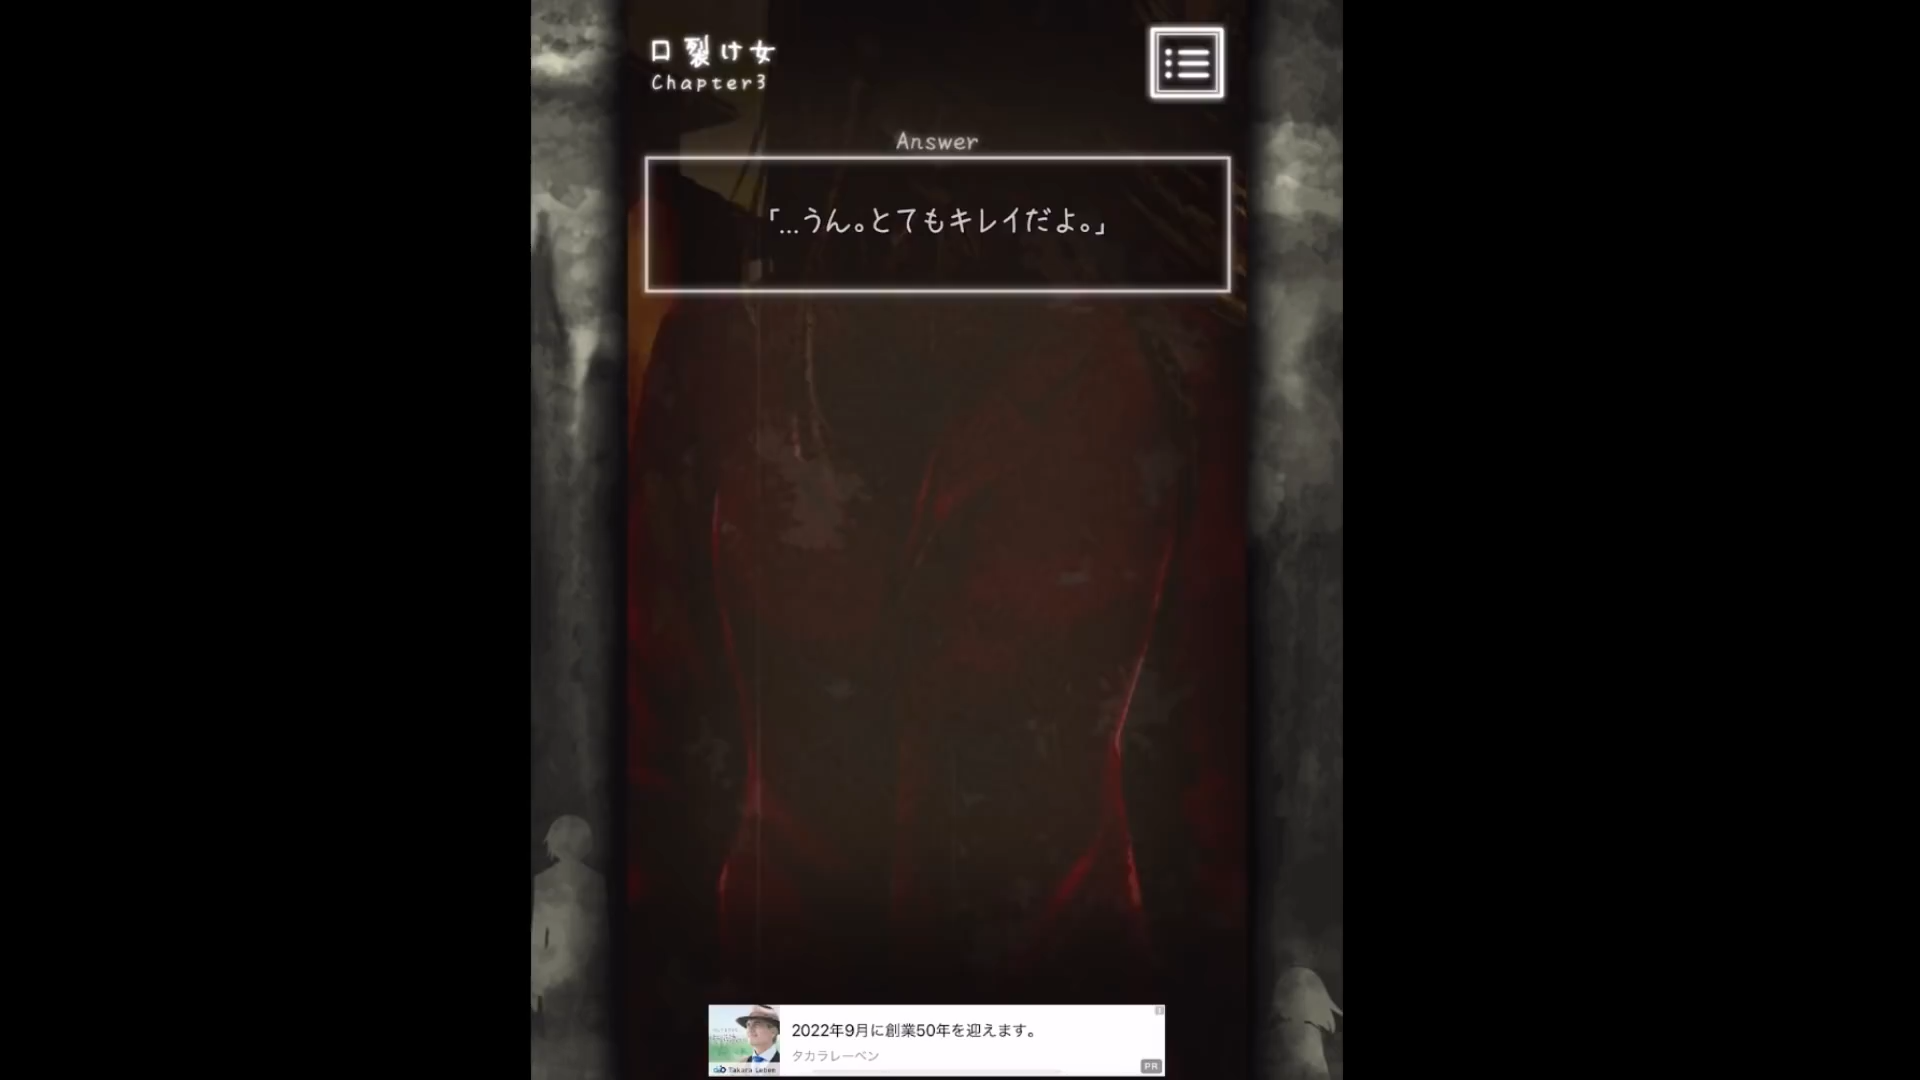 口裂け女
Chapter3
Answer
「...うん。とてもキレイだよ。」
2022年9月に創業50年を迎えます。
タカラレーベン
Takara Leben
PR